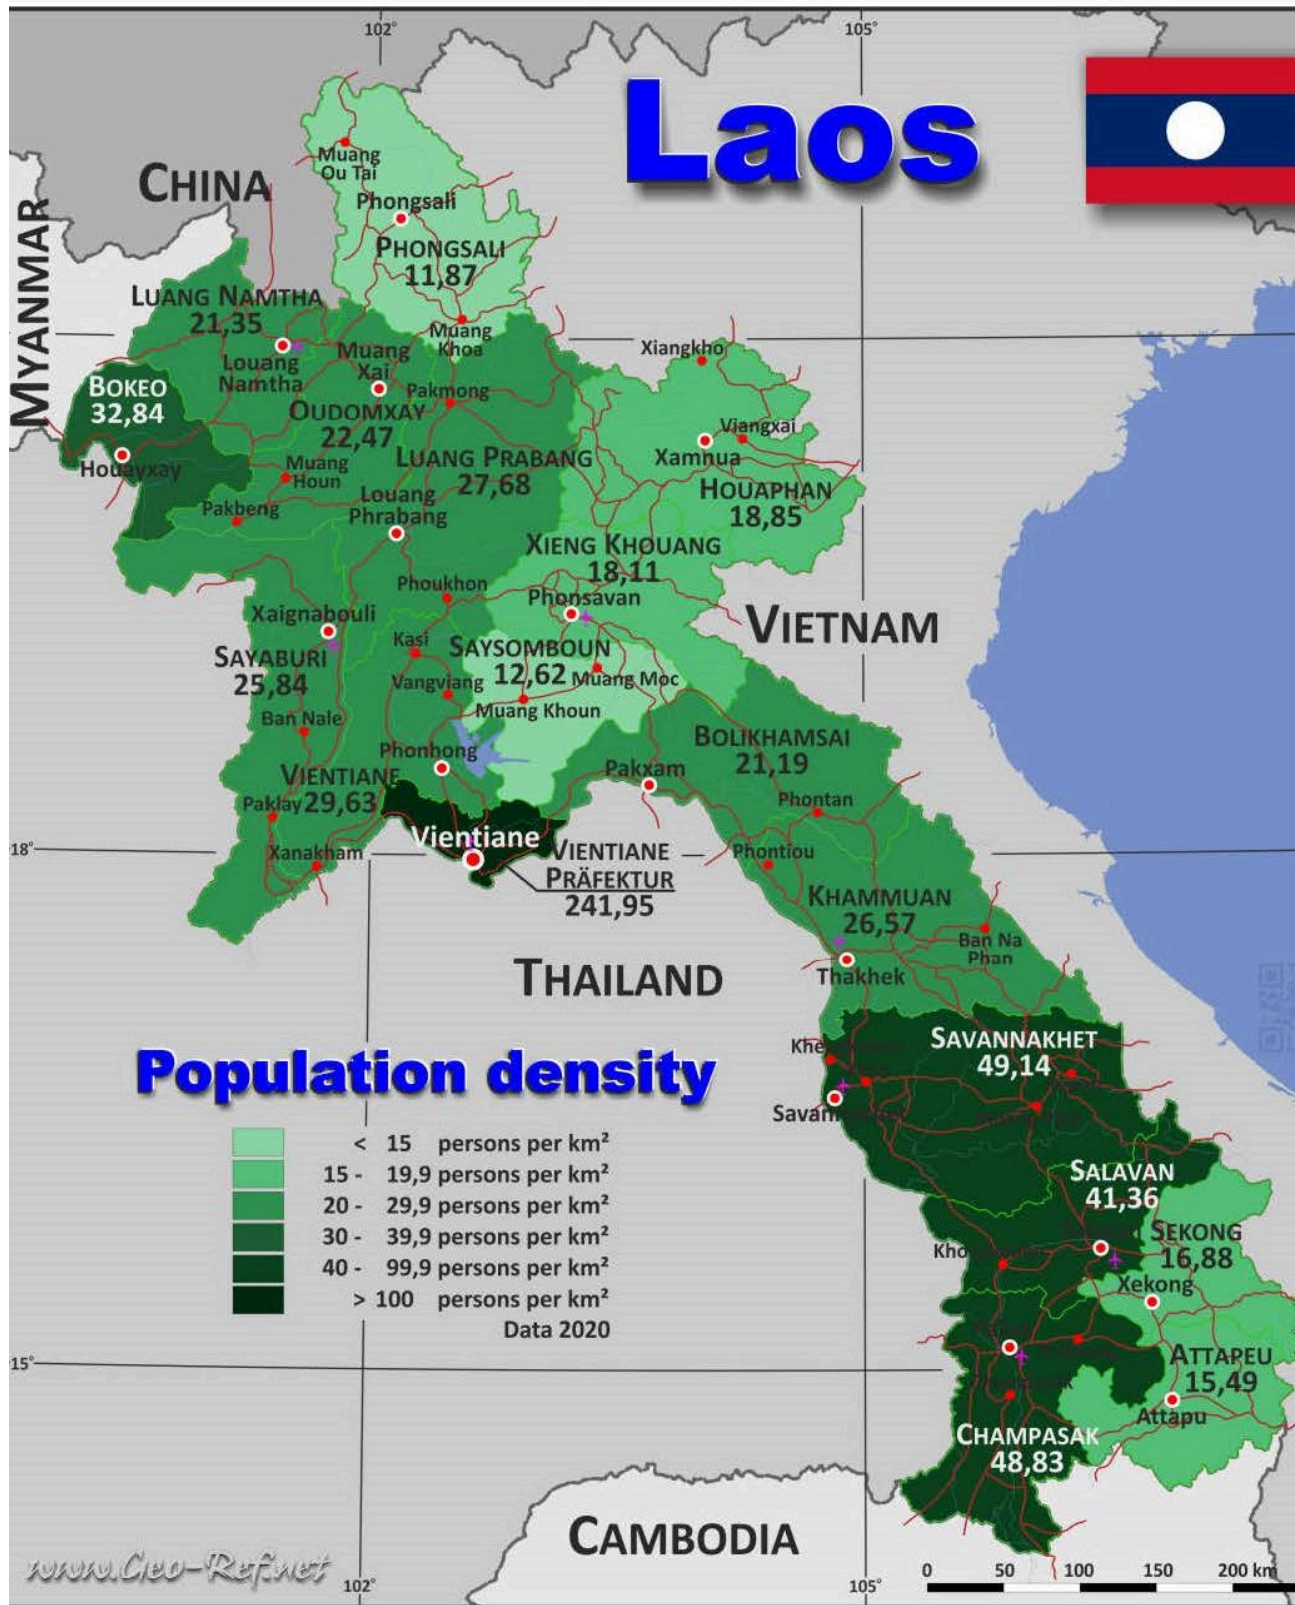 102°
105°
Laos
CHINA
MYANMAR
Muang
Ou Tai
Phongsali
PHONGSALI
11,87
LUANG NAMTHA
21,35
Muang
Khoa
Louang
Namtha
Muang
Xai
Xiangkho
BOKEO
32,84
Pakmong
OUDOMXAY
22,47
Viangxai
Xamnua
Houayxay
Muang
Houn
LUANG PRABANG
27,68
HOUAPHAN
18,85
Pakbeng
Louang
Phrabang
XIENG KHOUANG
18,11
Phoukhon
Phonsavan
Xaignabouli
VIETNAM
Kasi
SAYSOMBOUN
12,62
Muang Moc
SAYABURI
25,84
Vangviang
Muang Khoun
Ban Nale
BOLIKHAMSAI
21,19
Phonhong
Pakxam
VIENTIANE
29,63
Paklay
Phontan
Vientiane
18°
Xanakham
VIENTIANE
PRÄFEKTUR
241,95
Phontiou
KHAMMUAN
26,57
Ban Na
Phan
Thakhek
THAILAND
SAVANNAKHET
49,14
Population density
< 15 persons per km²
15 - 19,9 persons per km²
20 - 29,9 persons per km²
30 - 39,9 persons per km²
40 - 99,9 persons per km²
> 100 persons per km²
Data 2020
SALAVAN
41,36
SEKONG
16,88
Xekong
15°
ATTAPEU
15,49
Attapu
CHAMPASAK
48,83
CAMBODIA
www.Geo-Ref.net
102°
105°
0 50 100 150 200 km